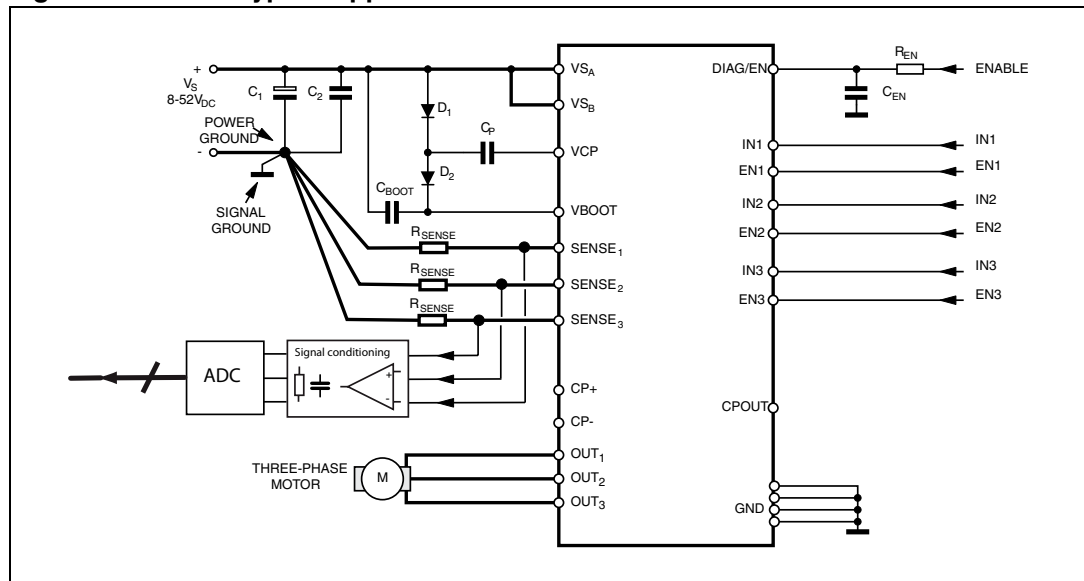 +
VS
8-52VDC
C1
C2
POWER
GROUND
-
SIGNAL
GROUND
D1
CP
D2
CBOOT
RSENSE
RSENSE
RSENSE
ADC
Signal conditioning
+
-
THREE-PHASE
MOTOR
M
VSA
VSB
VCP
VBOOT
SENSE1
SENSE2
SENSE3
CP+
CP-
OUT1
OUT2
OUT3
DIAG/EN
IN1
EN1
IN2
EN2
IN3
EN3
CPOUT
GND
REN
CEN
ENABLE
IN1
EN1
IN2
EN2
IN3
EN3